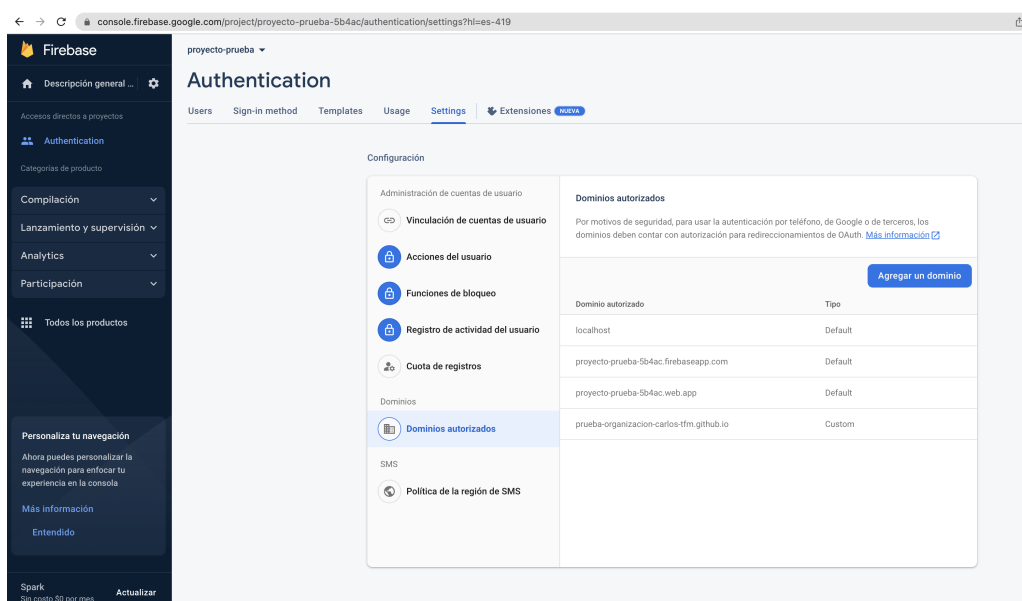 console.firebase.google.com/project/proyecto-prueba-5b4ac/authentication/settings?hl=es-419
Firebase
Descripción general ...
Accesos directos a proyectos
Authentication
Categorías de producto
Compilación
Lanzamiento y supervisión
Analytics
Participación
Todos los productos
Personaliza tu navegación
Ahora puedes personalizar la
navegación para enfocar tu
experiencia en la consola
Más información
Entendido
Spark
Sin costo $0 por mes
Actualizar
proyecto-prueba
Authentication
Users Sign-in method Templates Usage Settings Extensiones NUEVA
Configuración
Administración de cuentas de usuario
Vinculación de cuentas de usuario
Acciones del usuario
Funciones de bloqueo
Registro de actividad del usuario
Cuota de registros
Dominios
Dominios autorizados
SMS
Política de la región de SMS
Dominios autorizados
Por motivos de seguridad, para usar la autenticación por teléfono, de Google o de terceros, los
dominios deben contar con autorización para redireccionamientos de OAuth. Más información
Agregar un dominio
Dominio autorizado Tipo
localhost Default
proyecto-prueba-5b4ac.firebaseapp.com Default
proyecto-prueba-5b4ac.web.app Default
prueba-organizacion-carlos-tfm.github.io Custom